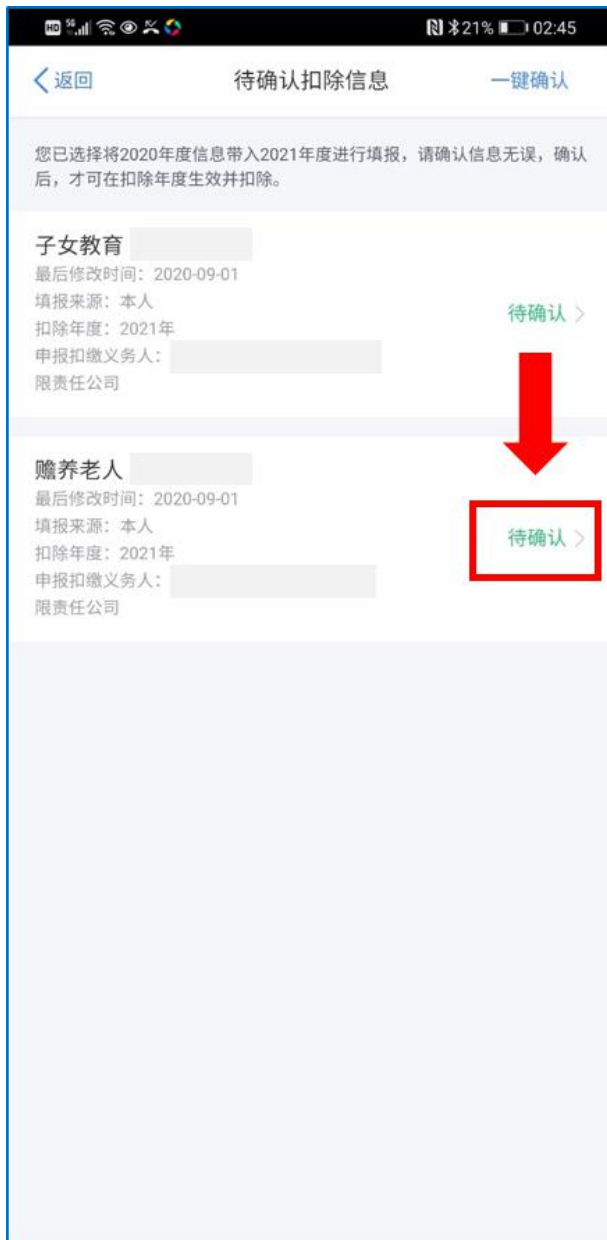 HD 5G 21% 02:45
返回 待确认扣除信息 一键确认
您已选择将2020年度信息带入2021年度进行填报，请确认信息无误，确认
后，才可在扣除年度生效并扣除。
子女教育
最后修改时间：2020-09-01
填报来源：本人
扣除年度：2021年
申报扣缴义务人：
限责任公司
待确认
赡养老人
最后修改时间：2020-09-01
填报来源：本人
扣除年度：2021年
申报扣缴义务人：
限责任公司
待确认